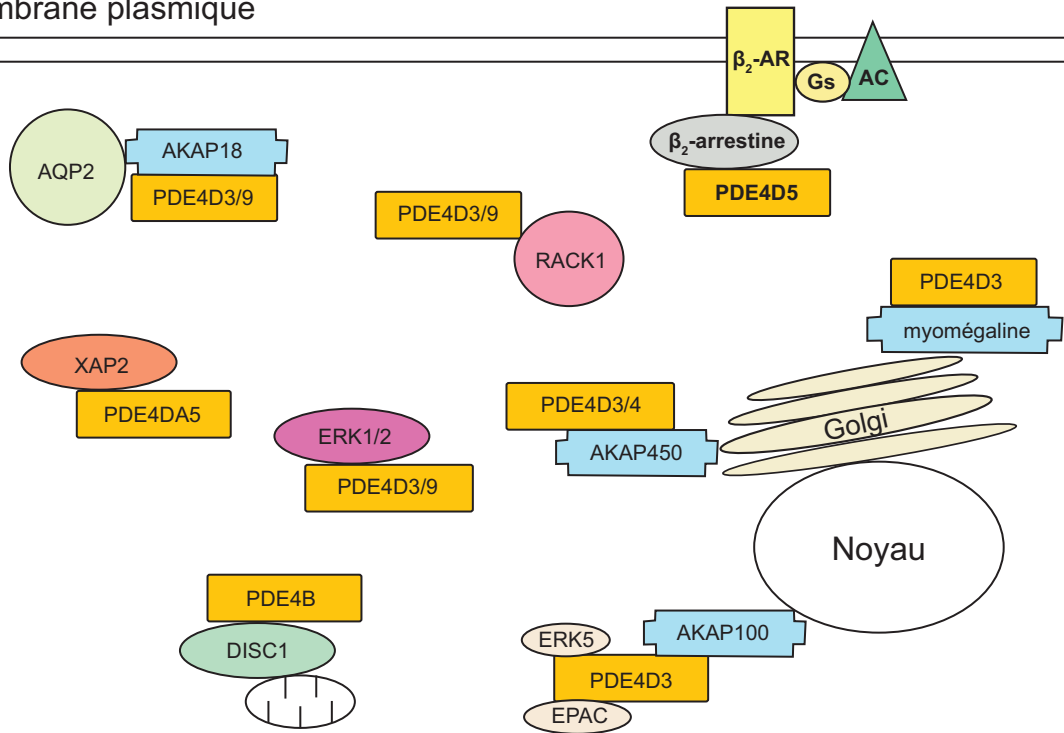 mbrane plasmique
β₂-AR
Gs
AC
β₂-arrestine
PDE4D5
AQP2
AKAP18
PDE4D3/9
PDE4D3/9
RACK1
PDE4D3
myomégaline
XAP2
PDE4DA5
ERK1/2
PDE4D3/9
PDE4D3/4
AKAP450
Golgi
Noyau
PDE4B
DISC1
ERK5
AKAP100
PDE4D3
EPAC